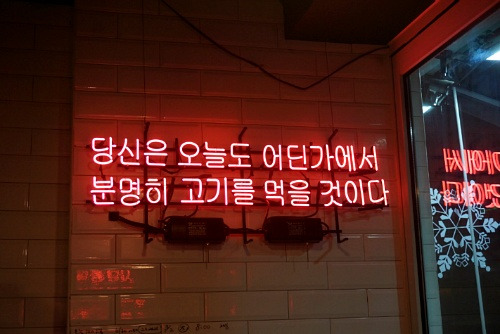 당신은 오늘도 어딘가에서
분명히 고기를 먹을 것이다